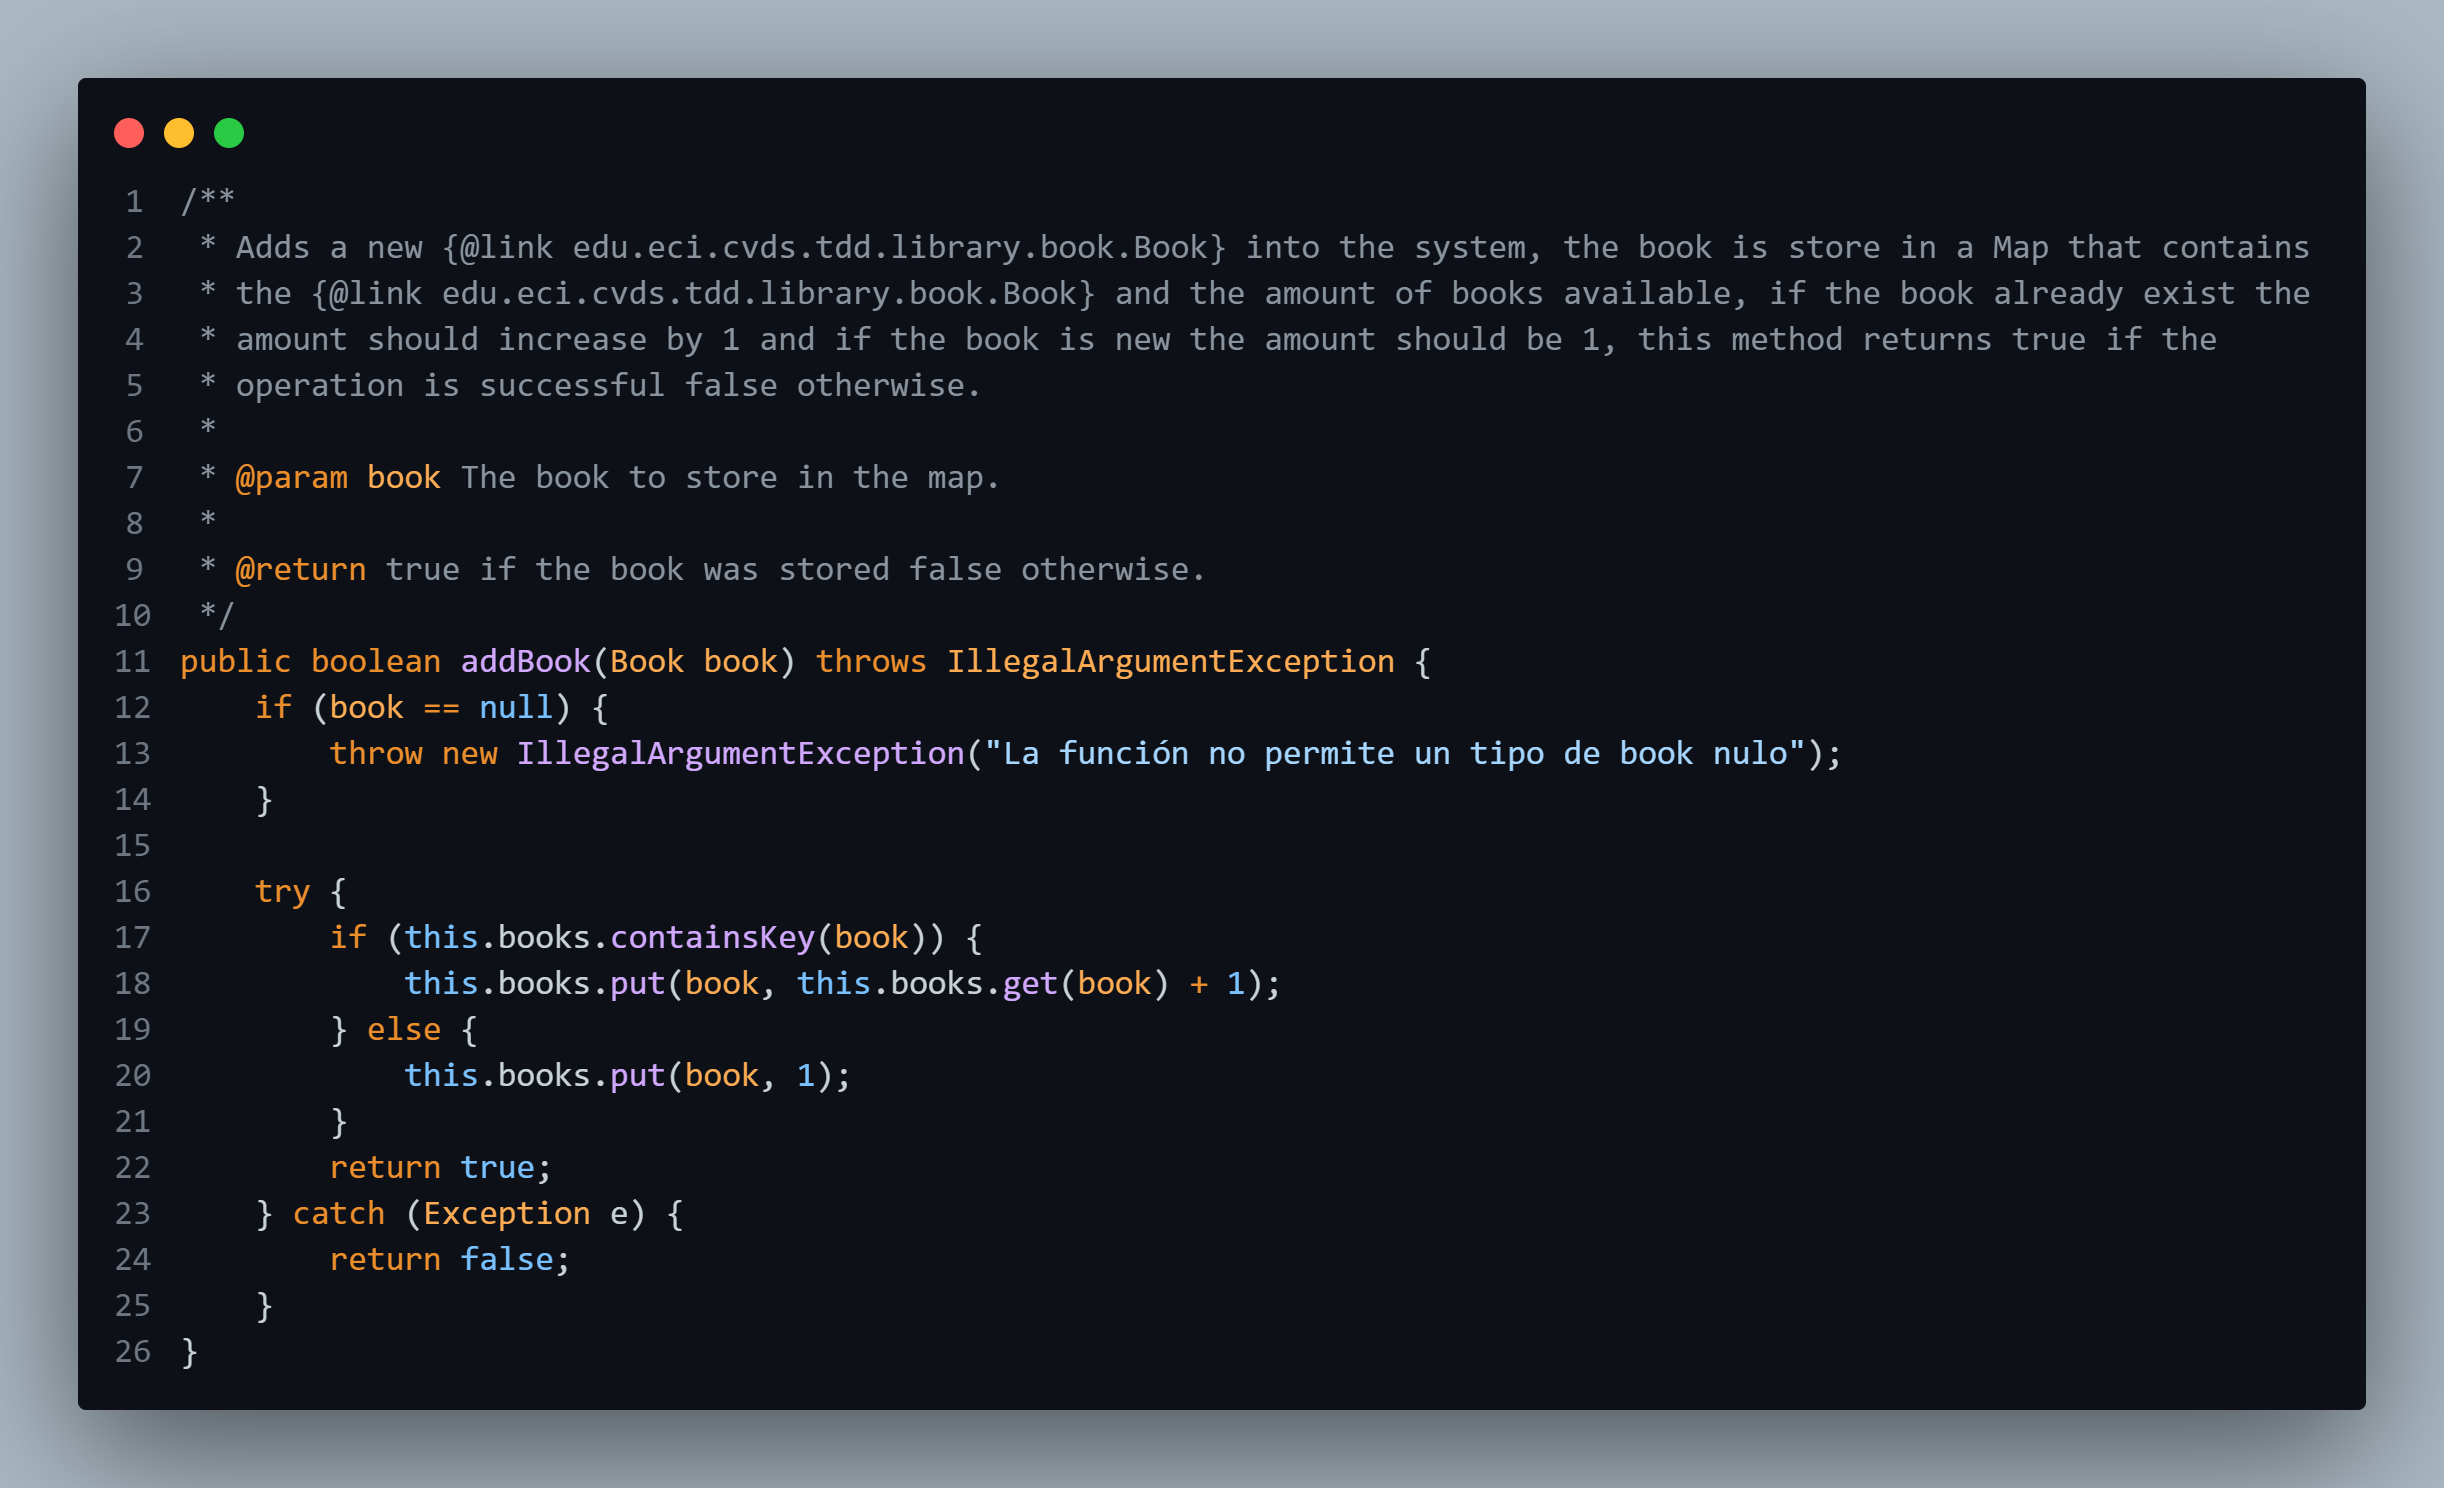 1 /**
2  * Adds a new {@link edu.eci.cvds.tdd.library.book.Book} into the system, the book is store in a Map that contains
3  * the {@link edu.eci.cvds.tdd.library.book.Book} and the amount of books available, if the book already exist the
4  * amount should increase by 1 and if the book is new the amount should be 1, this method returns true if the
5  * operation is successful false otherwise.
6  *
7  * @param book The book to store in the map.
8  *
9  * @return true if the book was stored false otherwise.
10  */
11 public boolean addBook(Book book) throws IllegalArgumentException {
12     if (book == null) {
13         throw new IllegalArgumentException("La función no permite un tipo de book nulo");
14     }
15
16     try {
17         if (this.books.containsKey(book)) {
18             this.books.put(book, this.books.get(book) + 1);
19         } else {
20             this.books.put(book, 1);
21         }
22         return true;
23     } catch (Exception e) {
24         return false;
25     }
26 }